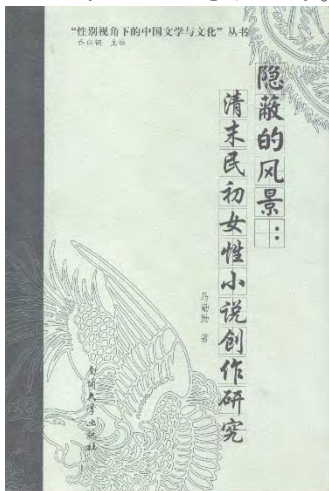 “性别视角下的中国文学与文化”丛书
乔以钢 主编
隐蔽的风景：
清末民初女性小说创作研究
马勤勤 著
南开大学出版社